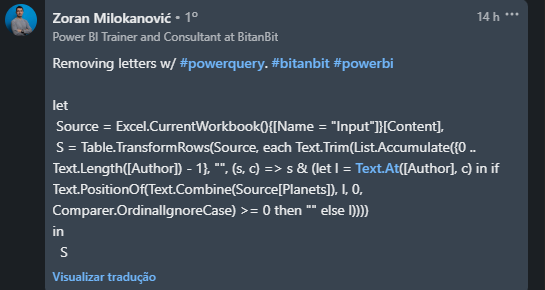 Zoran Milokanović • 1º
14 h •••
Power BI Trainer and Consultant at BitanBit
Removing letters w/ #powerquery. #bitanbit #powerbi
let
Source = Excel.CurrentWorkbook(){[Name = "Input"]}[Content],
S = Table.TransformRows(Source, each Text.Trim(List.Accumulate({0 ..
Text.Length([Author]) - 1}, "", (s, c) => s & (let l = Text.At([Author], c) in if
Text.PositionOf(Text.Combine(Source[Planets]), l, 0,
Comparer.OrdinalIgnoreCase) >= 0 then "" else l))))
in
S
Visualizar tradução